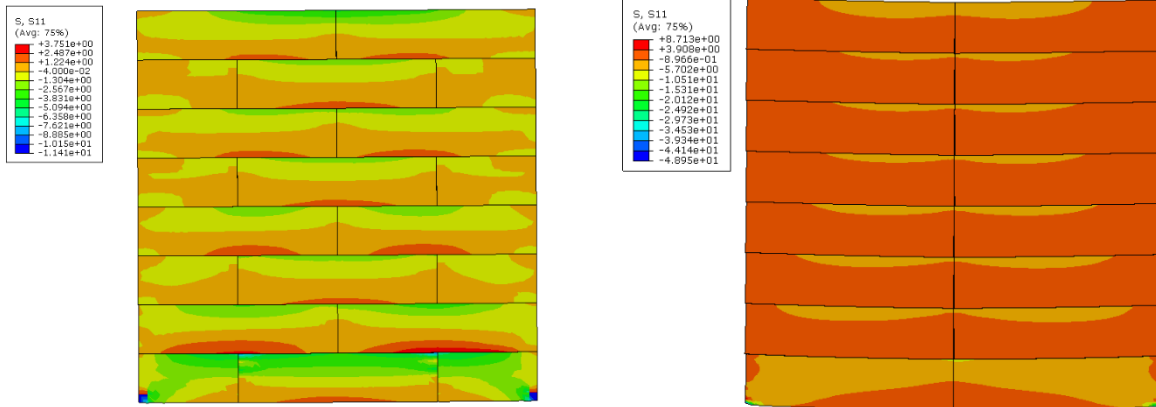 S, S11
(Avg: 75%)
+3.751e+00
+2.487e+00
+1.224e+00
-4.000e-02
-1.304e+00
-2.567e+00
-3.831e+00
-5.094e+00
-6.358e+00
-7.621e+00
-8.885e+00
-1.015e+01
-1.141e+01
S, S11
(Avg: 75%)
+8.713e+00
+3.908e+00
-8.966e-01
-5.702e+00
-1.051e+01
-1.531e+01
-2.012e+01
-2.492e+01
-2.973e+01
-3.453e+01
-3.934e+01
-4.414e+01
-4.895e+01